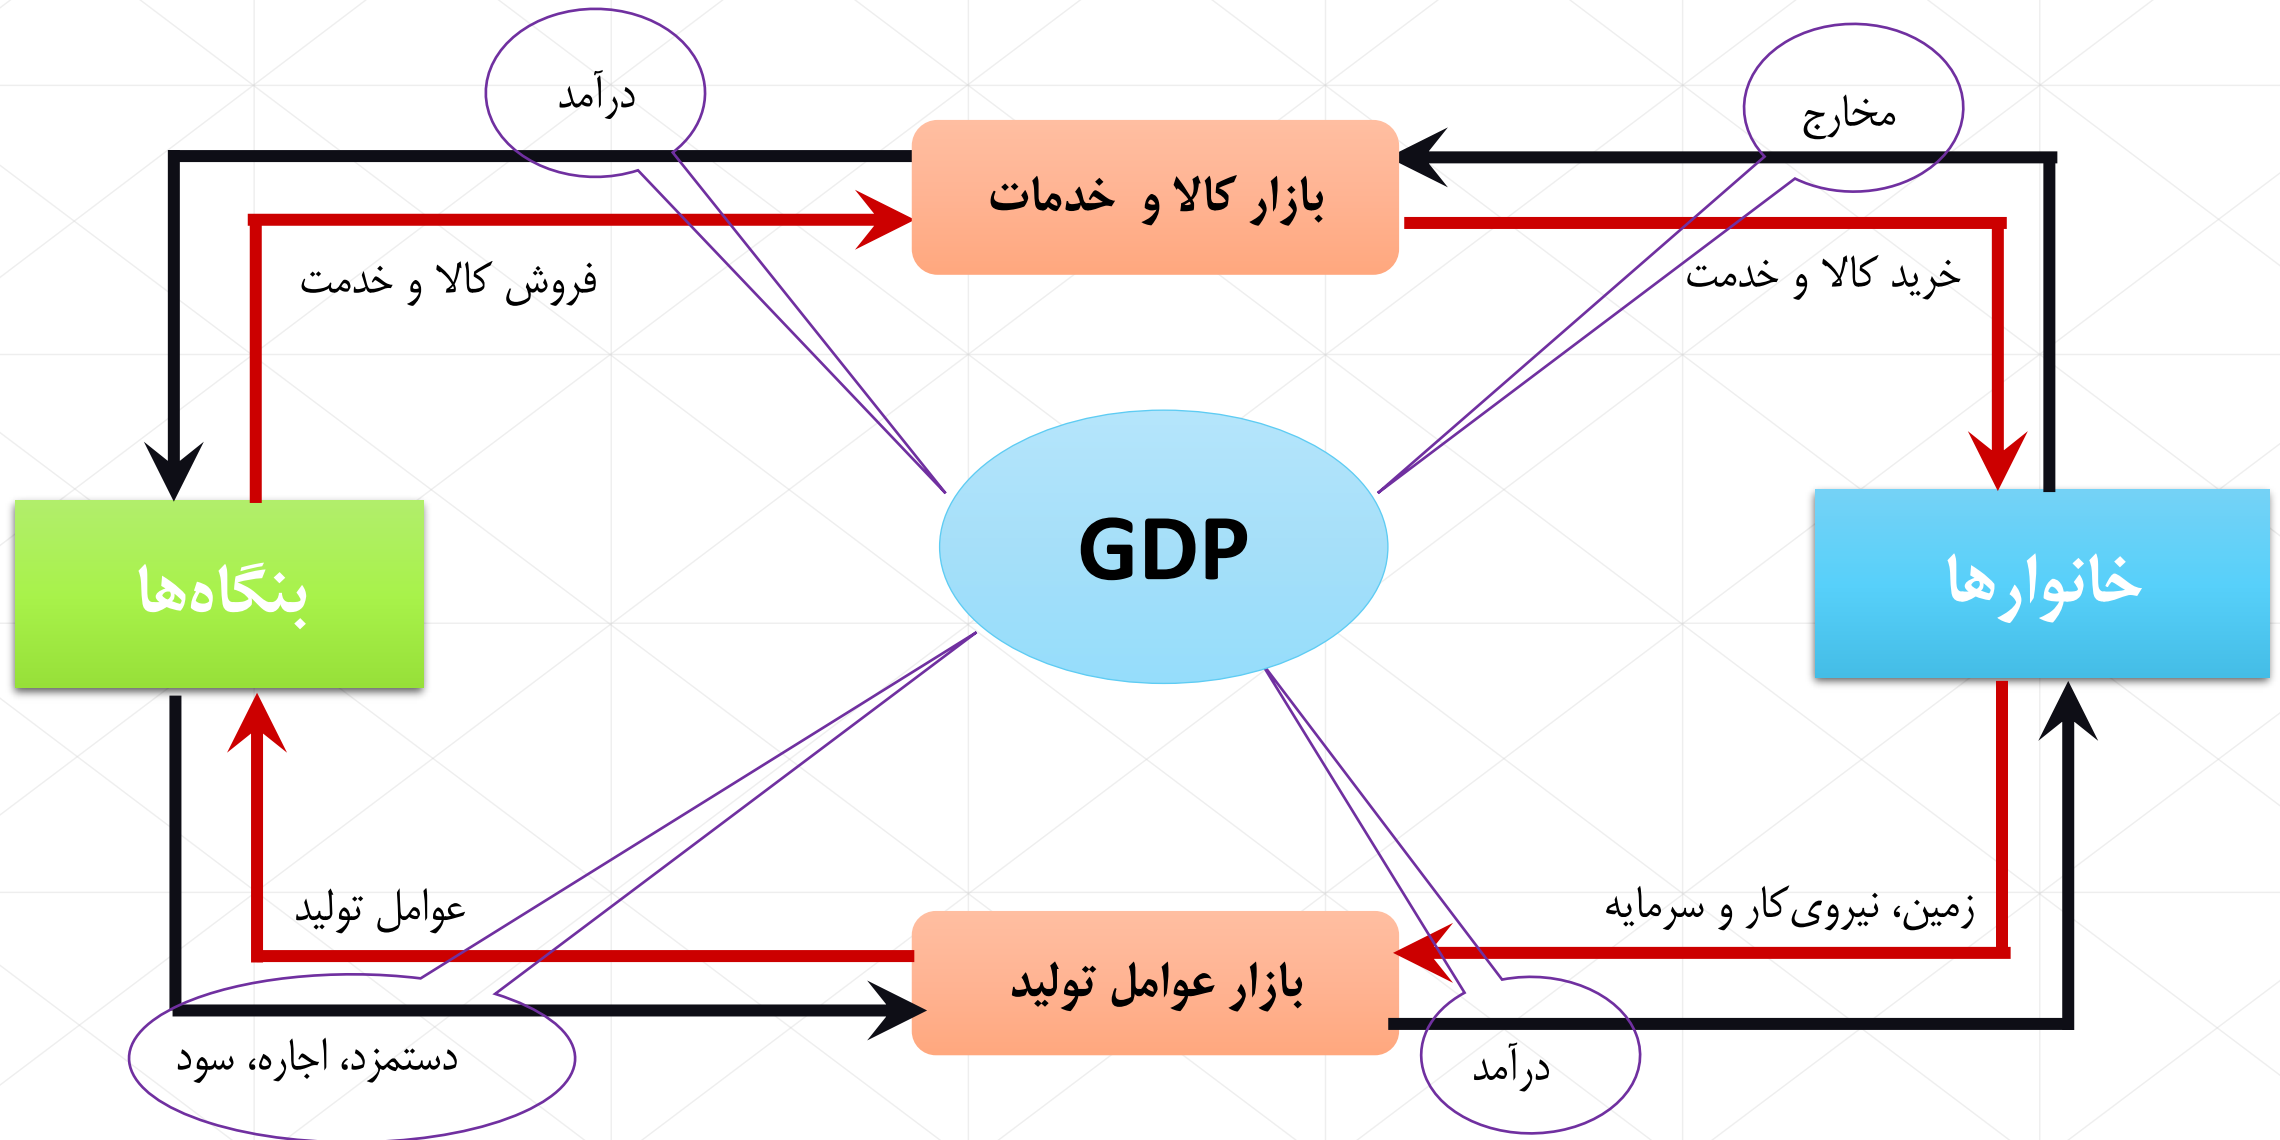 مخارج
درآمد
بازار کالا و خدمات
خرید کالا و خدمت
فروش کالا و خدمت
GDP
خانوارها
بنگاه‌ها
زمین، نیروی‌کار و سرمایه
عوامل تولید
بازار عوامل تولید
درآمد
دستمزد، اجاره، سود